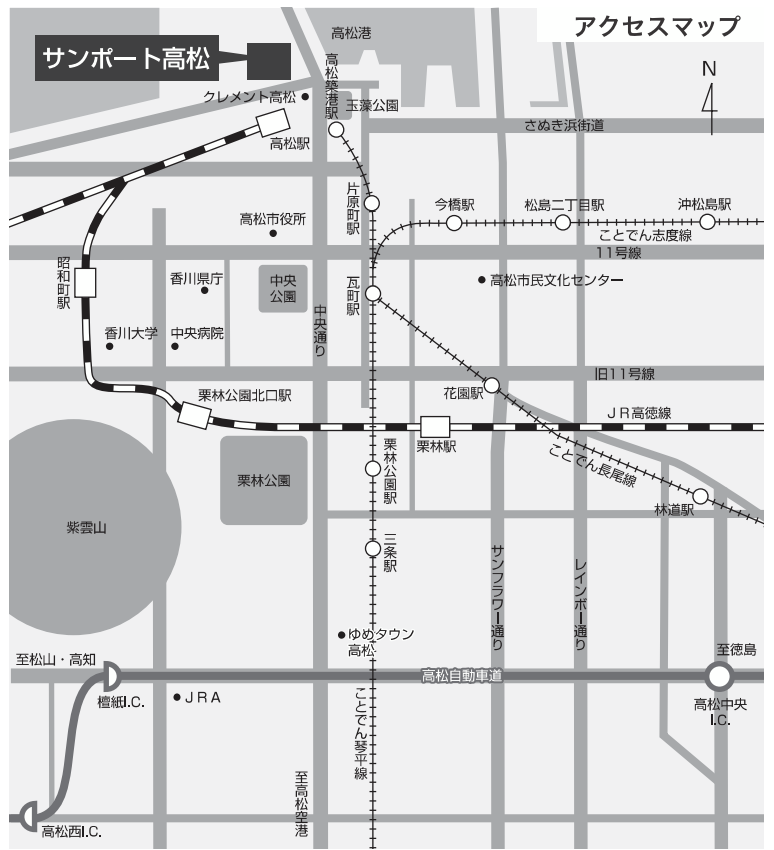 アクセスマップ
サンポート高松
高松港
N
クレメント高松
高松築港駅
玉藻公園
高松駅
さぬき浜街道
片原町駅
今橋駅
松島二丁目駅
沖松島駅
高松市役所
ことでん志度線
11号線
昭和町駅
香川県庁
中央
公園
瓦町駅
高松市民文化センター
中央通り
香川大学
中央病院
旧11号線
花園駅
栗林公園北口駅
JR高徳線
栗林駅
ことでん長尾線
栗林公園
栗林公園駅
林道駅
紫雲山
三条駅
サンフラワー通り
レインボー通り
ゆめタウン
高松
至松山・高知
至徳島
高松自動車道
檀紙I.C.
JRA
高松中央
I.C.
ことでん琴平線
至高松空港
高松西I.C.